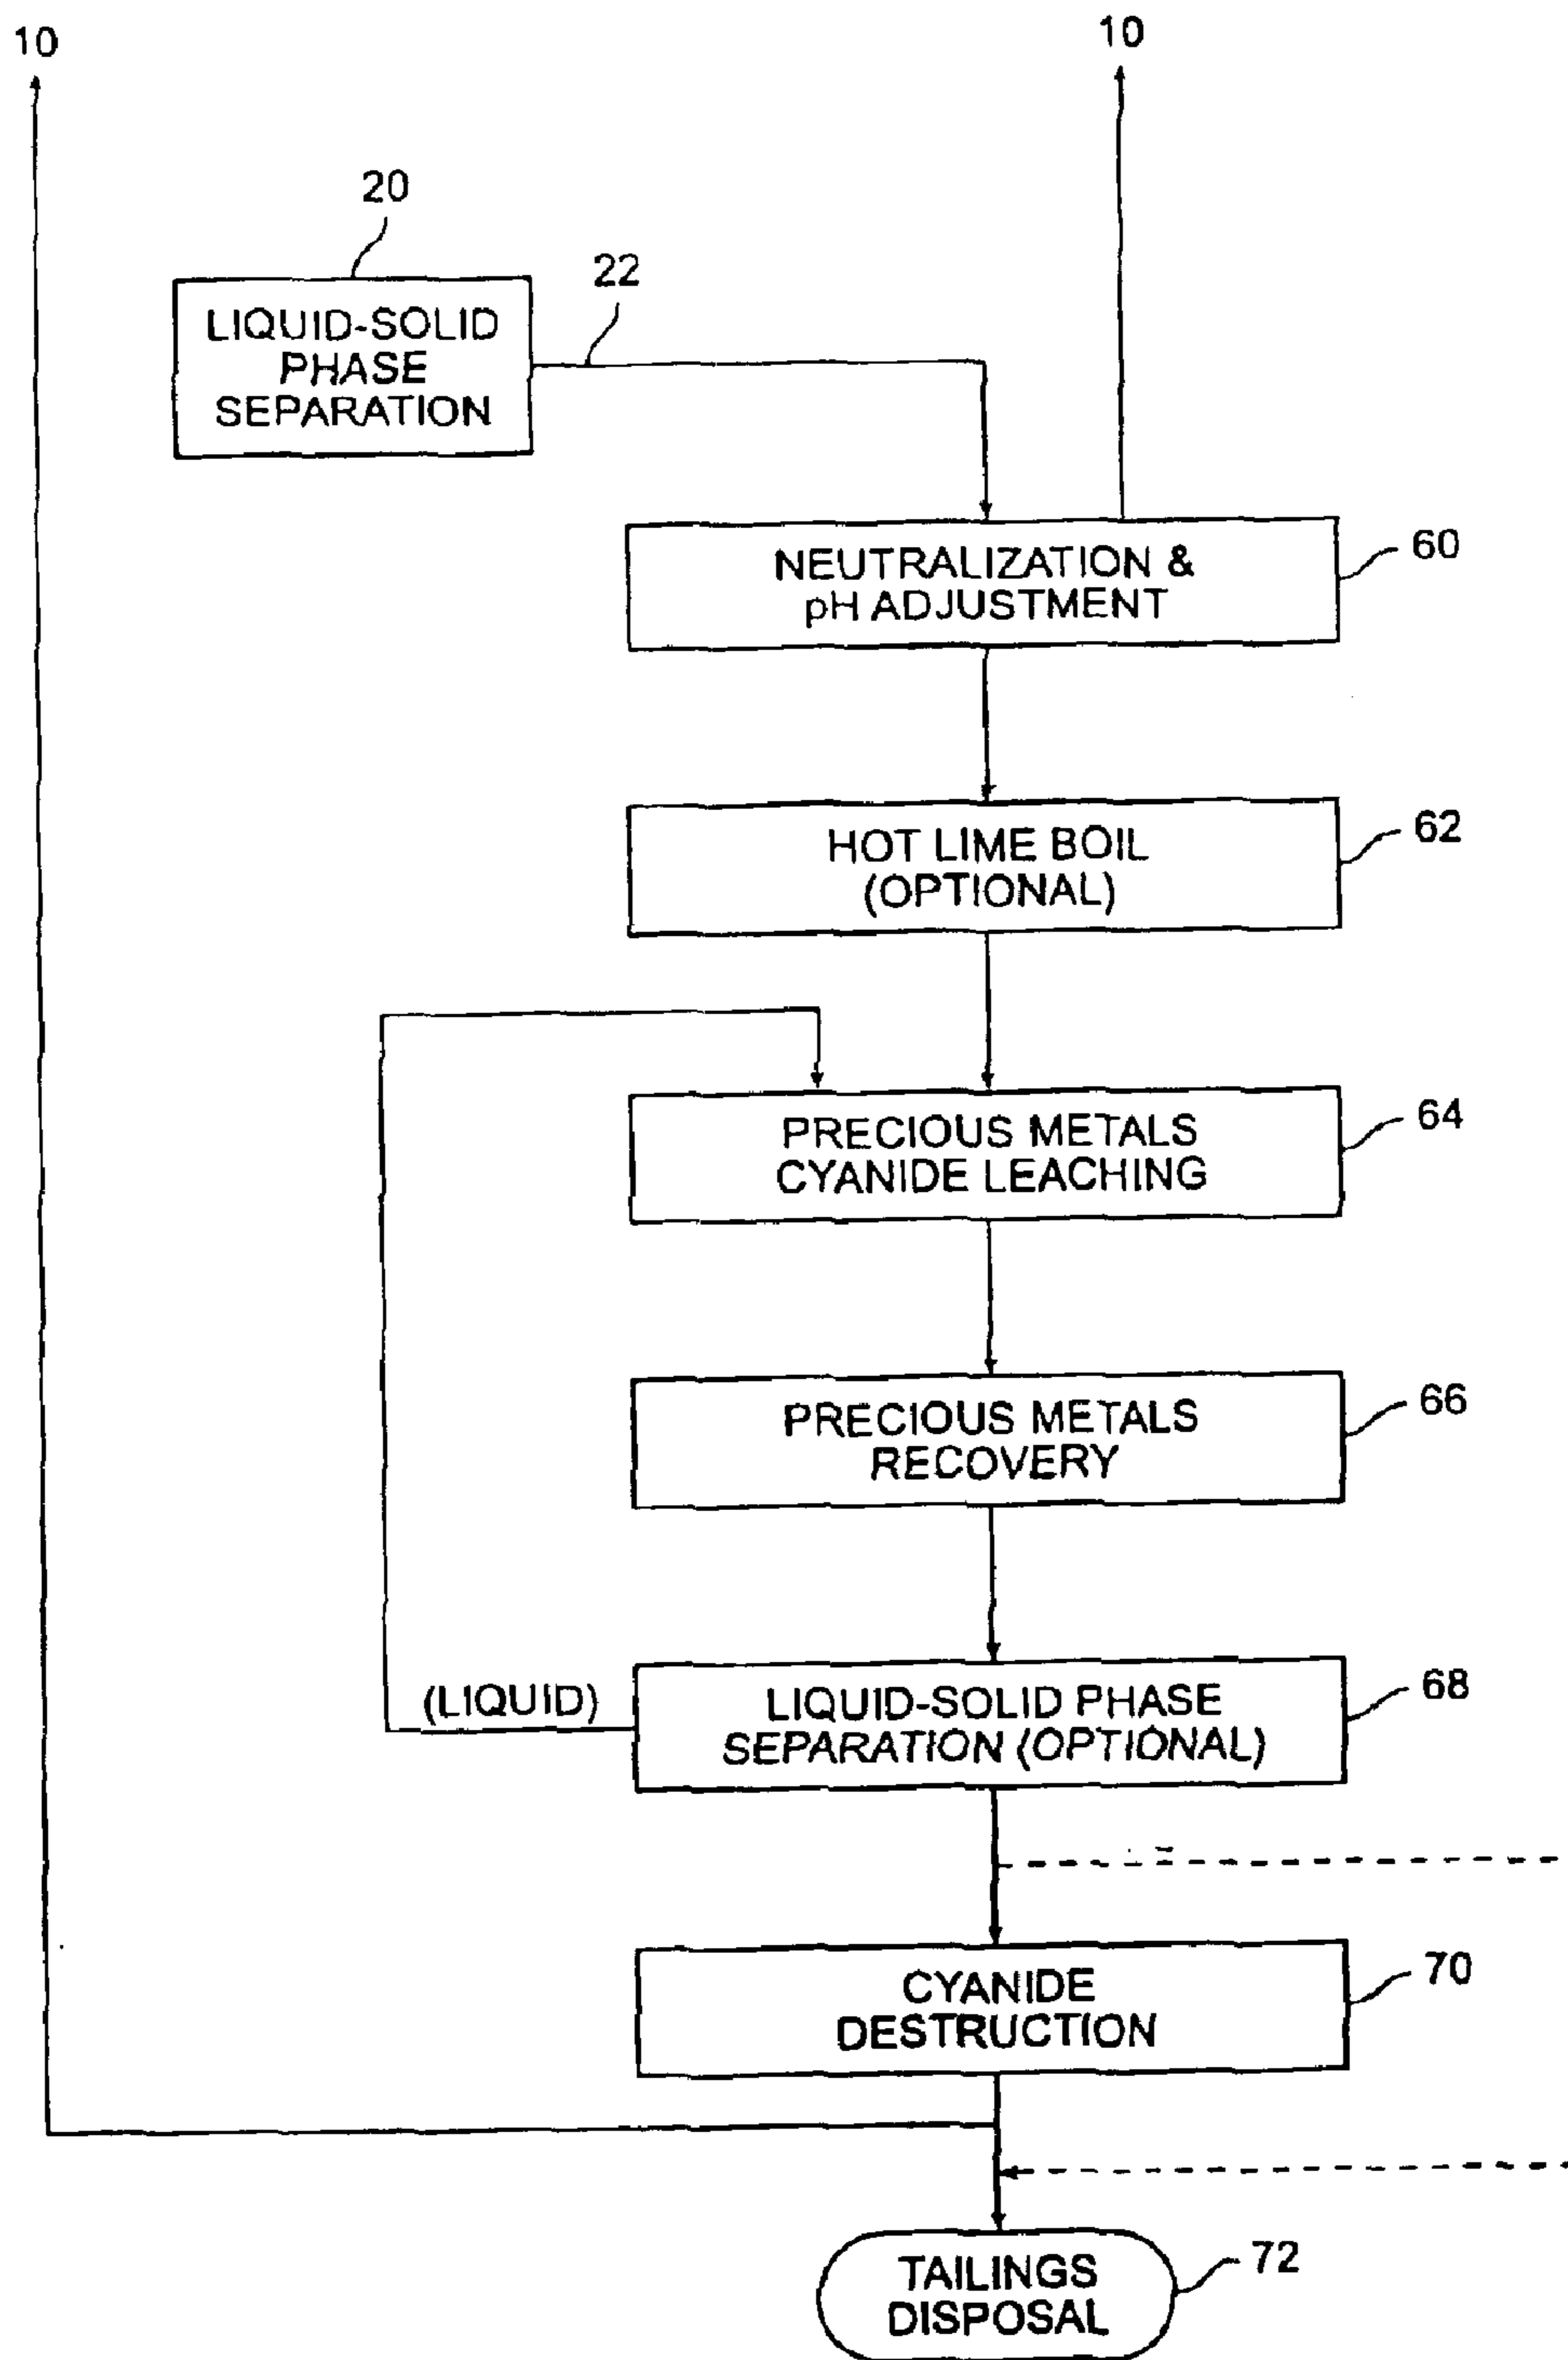 10
10
20
22
LIQUID-SOLID
PHASE
SEPARATION
NEUTRALIZATION &
pH ADJUSTMENT
60
HOT LIME BOIL
(OPTIONAL)
62
PRECIOUS METALS
CYANIDE LEACHING
64
PRECIOUS METALS
RECOVERY
66
(LIQUID)
LIQUID-SOLID PHASE
SEPARATION (OPTIONAL)
68
CYANIDE
DESTRUCTION
70
TAILINGS
DISPOSAL
72